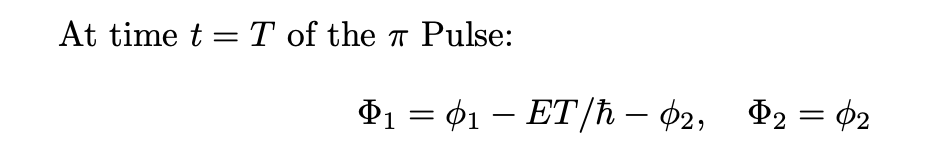 At time t = T of the π Pulse:
Φ₁ = ϕ₁ − ET/ℏ − ϕ₂, Φ₂ = ϕ₂